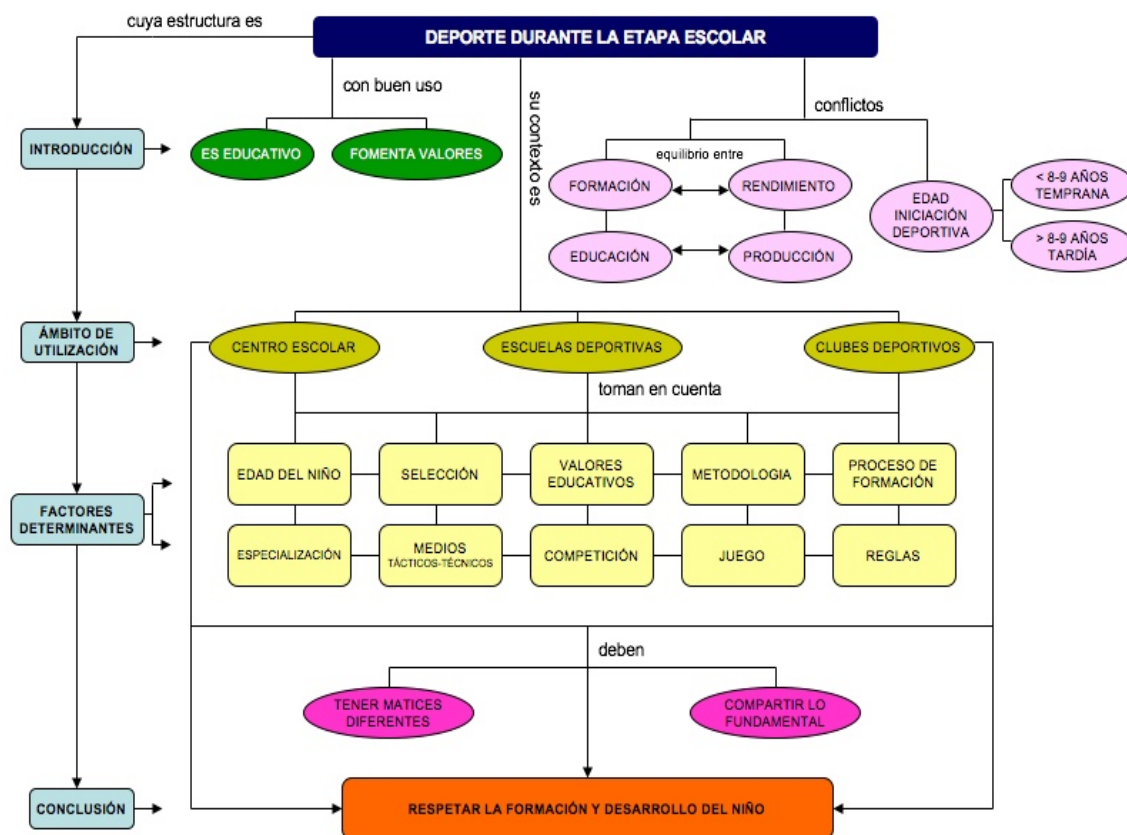 cuya estructura es
DEPORTE DURANTE LA ETAPA ESCOLAR
con buen uso
su contexto es
conflictos
INTRODUCCIÓN
ES EDUCATIVO
FOMENTA VALORES
equilibrio entre
FORMACIÓN
RENDIMIENTO
EDUCACIÓN
PRODUCCIÓN
EDAD
INICIACIÓN
DEPORTIVA
< 8-9 AÑOS
TEMPRANA
> 8-9 AÑOS
TARDÍA
ÁMBITO DE
UTILIZACIÓN
CENTRO ESCOLAR
ESCUELAS DEPORTIVAS
CLUBES DEPORTIVOS
toman en cuenta
FACTORES
DETERMINANTES
EDAD DEL NIÑO
SELECCIÓN
VALORES
EDUCATIVOS
METODOLOGIA
PROCESO DE
FORMACIÓN
ESPECIALIZACIÓN
MEDIOS
TÁCTICOS-TÉCNICOS
COMPETICIÓN
JUEGO
REGLAS
deben
TENER MATICES
DIFERENTES
COMPARTIR LO
FUNDAMENTAL
CONCLUSIÓN
RESPETAR LA FORMACIÓN Y DESARROLLO DEL NIÑO